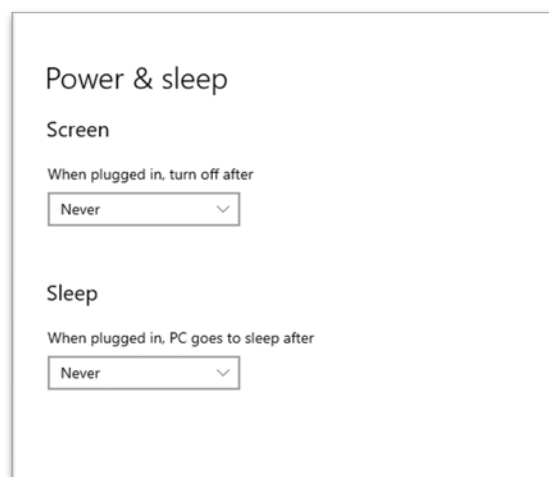 Power & sleep
Screen
When plugged in, turn off after
Never
Sleep
When plugged in, PC goes to sleep after
Never